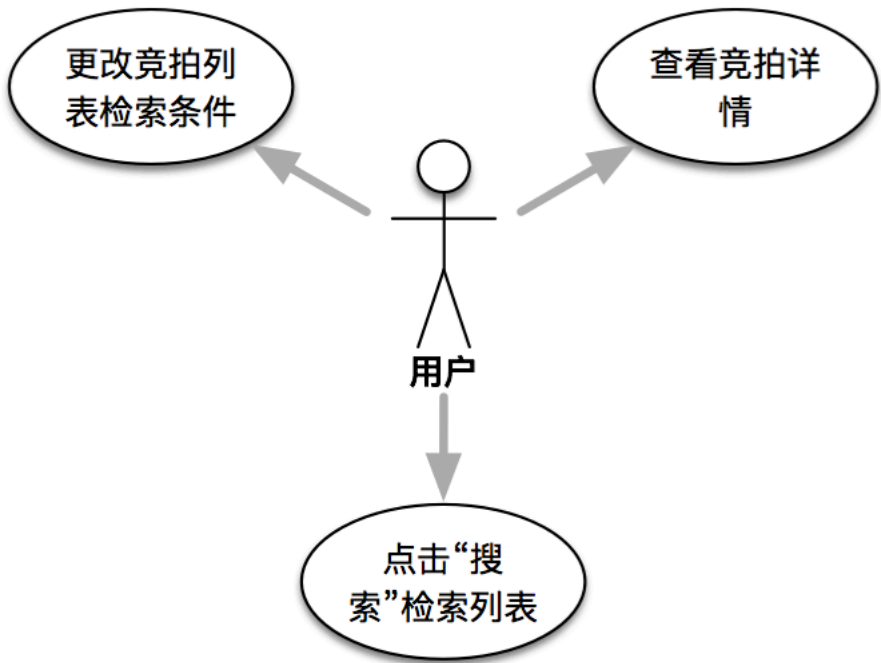 更改竞拍列
表检索条件
查看竞拍详
情
用户
点击“搜
索”检索列表